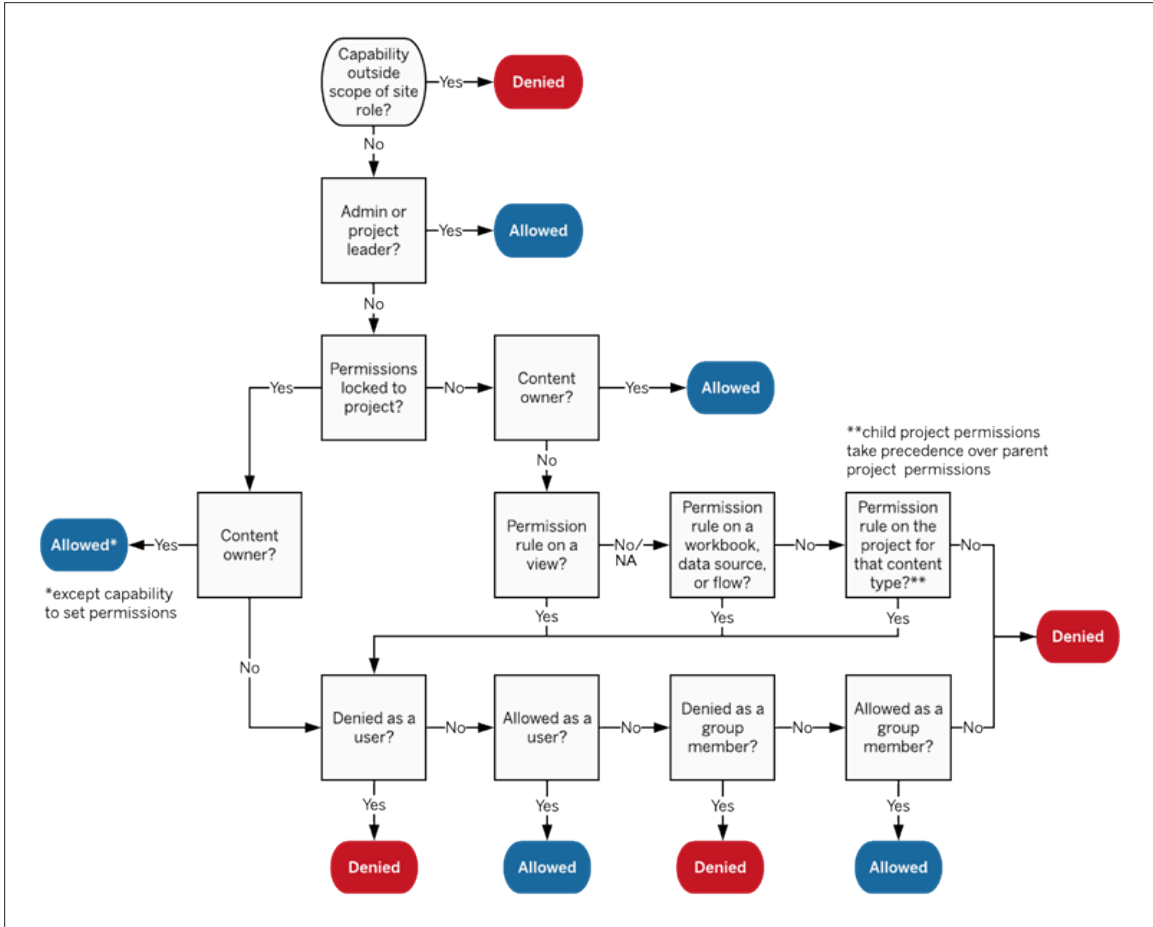 Capability
outside
scope of site
role?
Yes
Denied
No
Admin or
project
leader?
Yes
Allowed
No
Permissions
locked to
project?
Yes
No
Content
owner?
Yes
Allowed
No
**child project permissions
take precedence over parent
project permissions
Content
owner?
Yes
Allowed*
*except capability
to set permissions
No
Permission
rule on a
view?
No/
NA
Permission
rule on a
workbook,
data source,
or flow?
No
Permission
rule on the
project for
that content
type?**
No
Yes
Yes
Yes
Denied
Denied as a
user?
No
Allowed as a
user?
No
Denied as a
group
member?
No
Allowed as a
group
member?
No
Yes
Yes
Yes
Yes
Denied
Allowed
Denied
Allowed